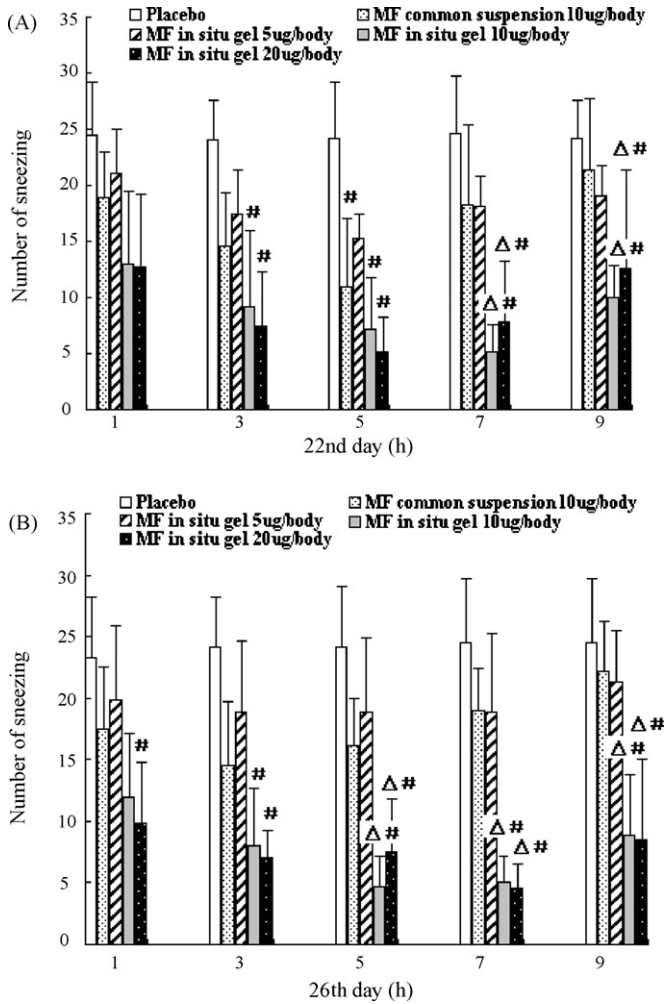 (A)
Placebo
MF common suspension 10ug/body
MF in situ gel 5ug/body
MF in situ gel 10ug/body
MF in situ gel 20ug/body
Number of sneezing
35
30
25
20
15
10
5
0
# # # # # Δ # Δ # Δ # Δ #
1 3 5 7 9
22nd day (h)
(B)
Placebo
MF common suspension 10ug/body
MF in situ gel 5ug/body
MF in situ gel 10ug/body
MF in situ gel 20ug/body
Number of sneezing
35
30
25
20
15
10
5
0
# # # Δ # Δ # Δ # Δ # Δ # Δ #
1 3 5 7 9
26th day (h)